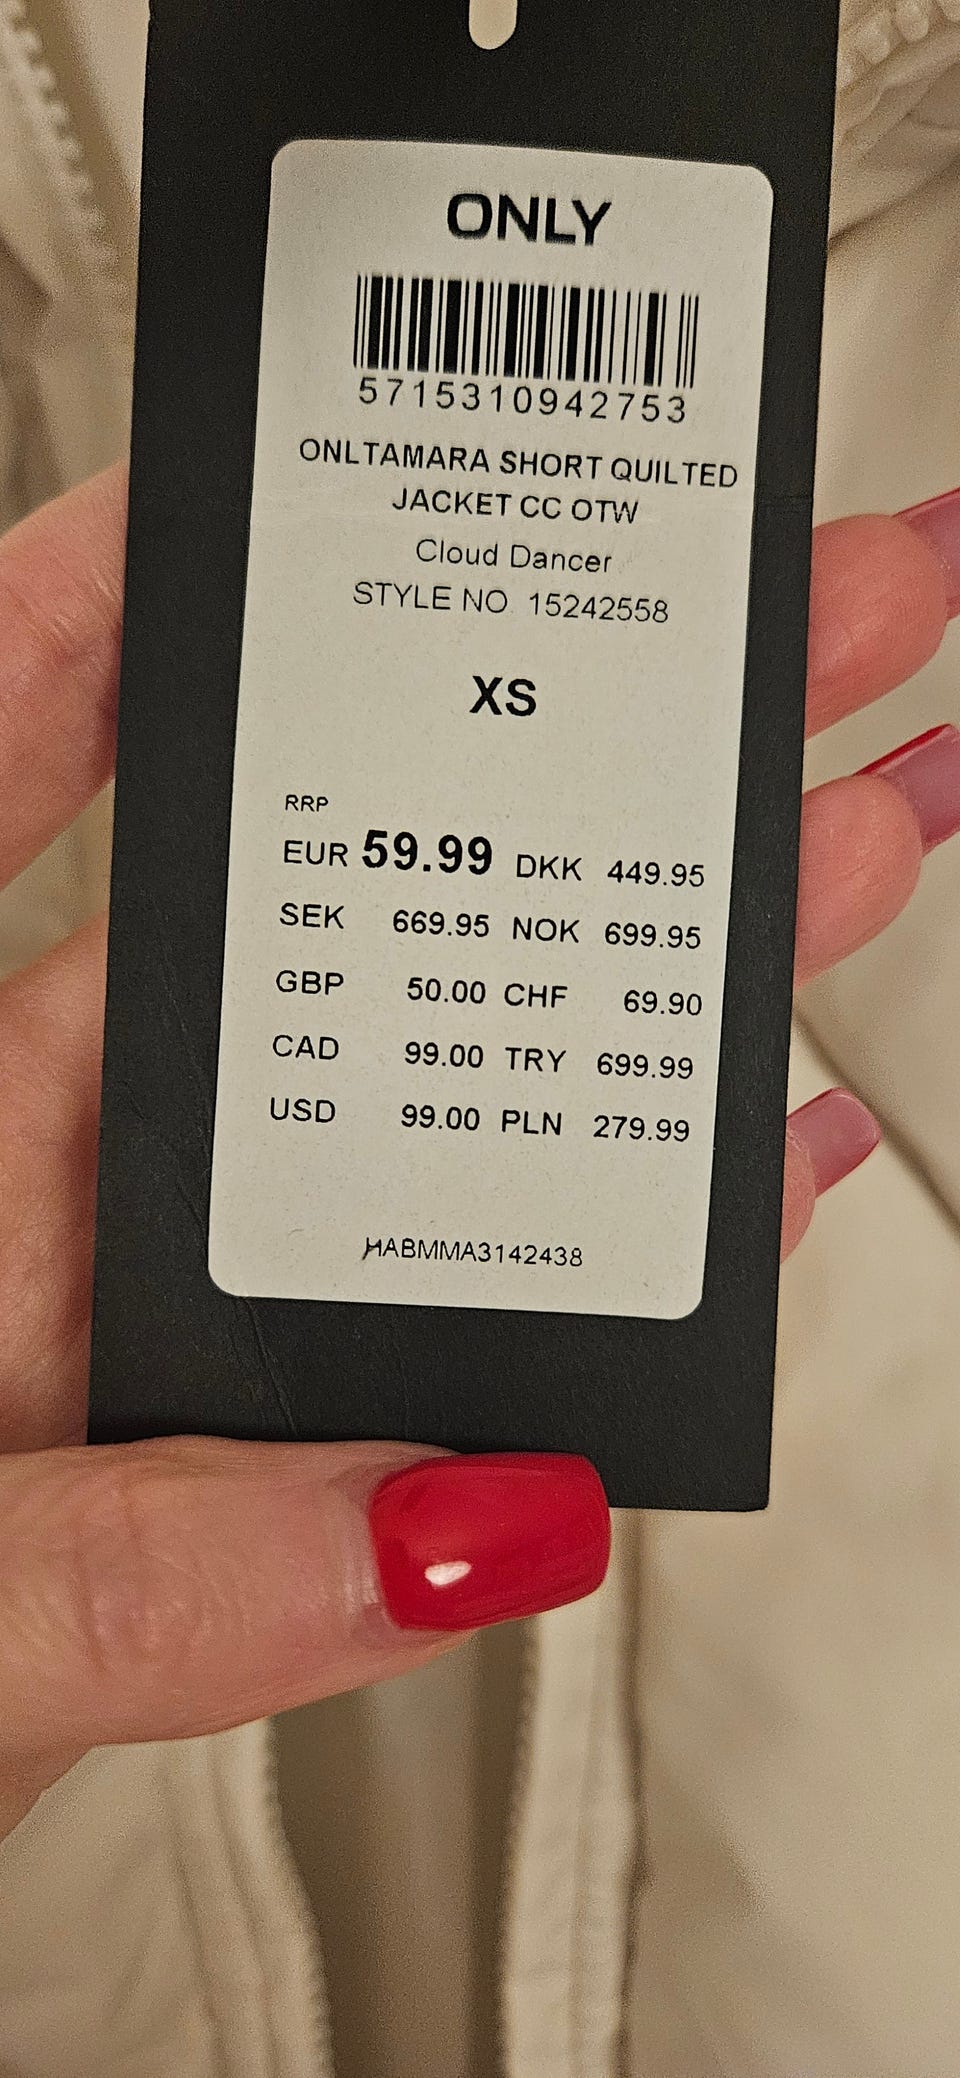 ONLY
5715310942753
ONLTAMARA SHORT QUILTED
JACKET CC OTW
Cloud Dancer
STYLE NO 15242558
XS
RRP
EUR 59.99 DKK 449.95
SEK 669.95 NOK 699.95
GBP 50.00 CHF 69.90
CAD 99.00 TRY 699.99
USD 99.00 PLN 279.99
HABMMA3142438